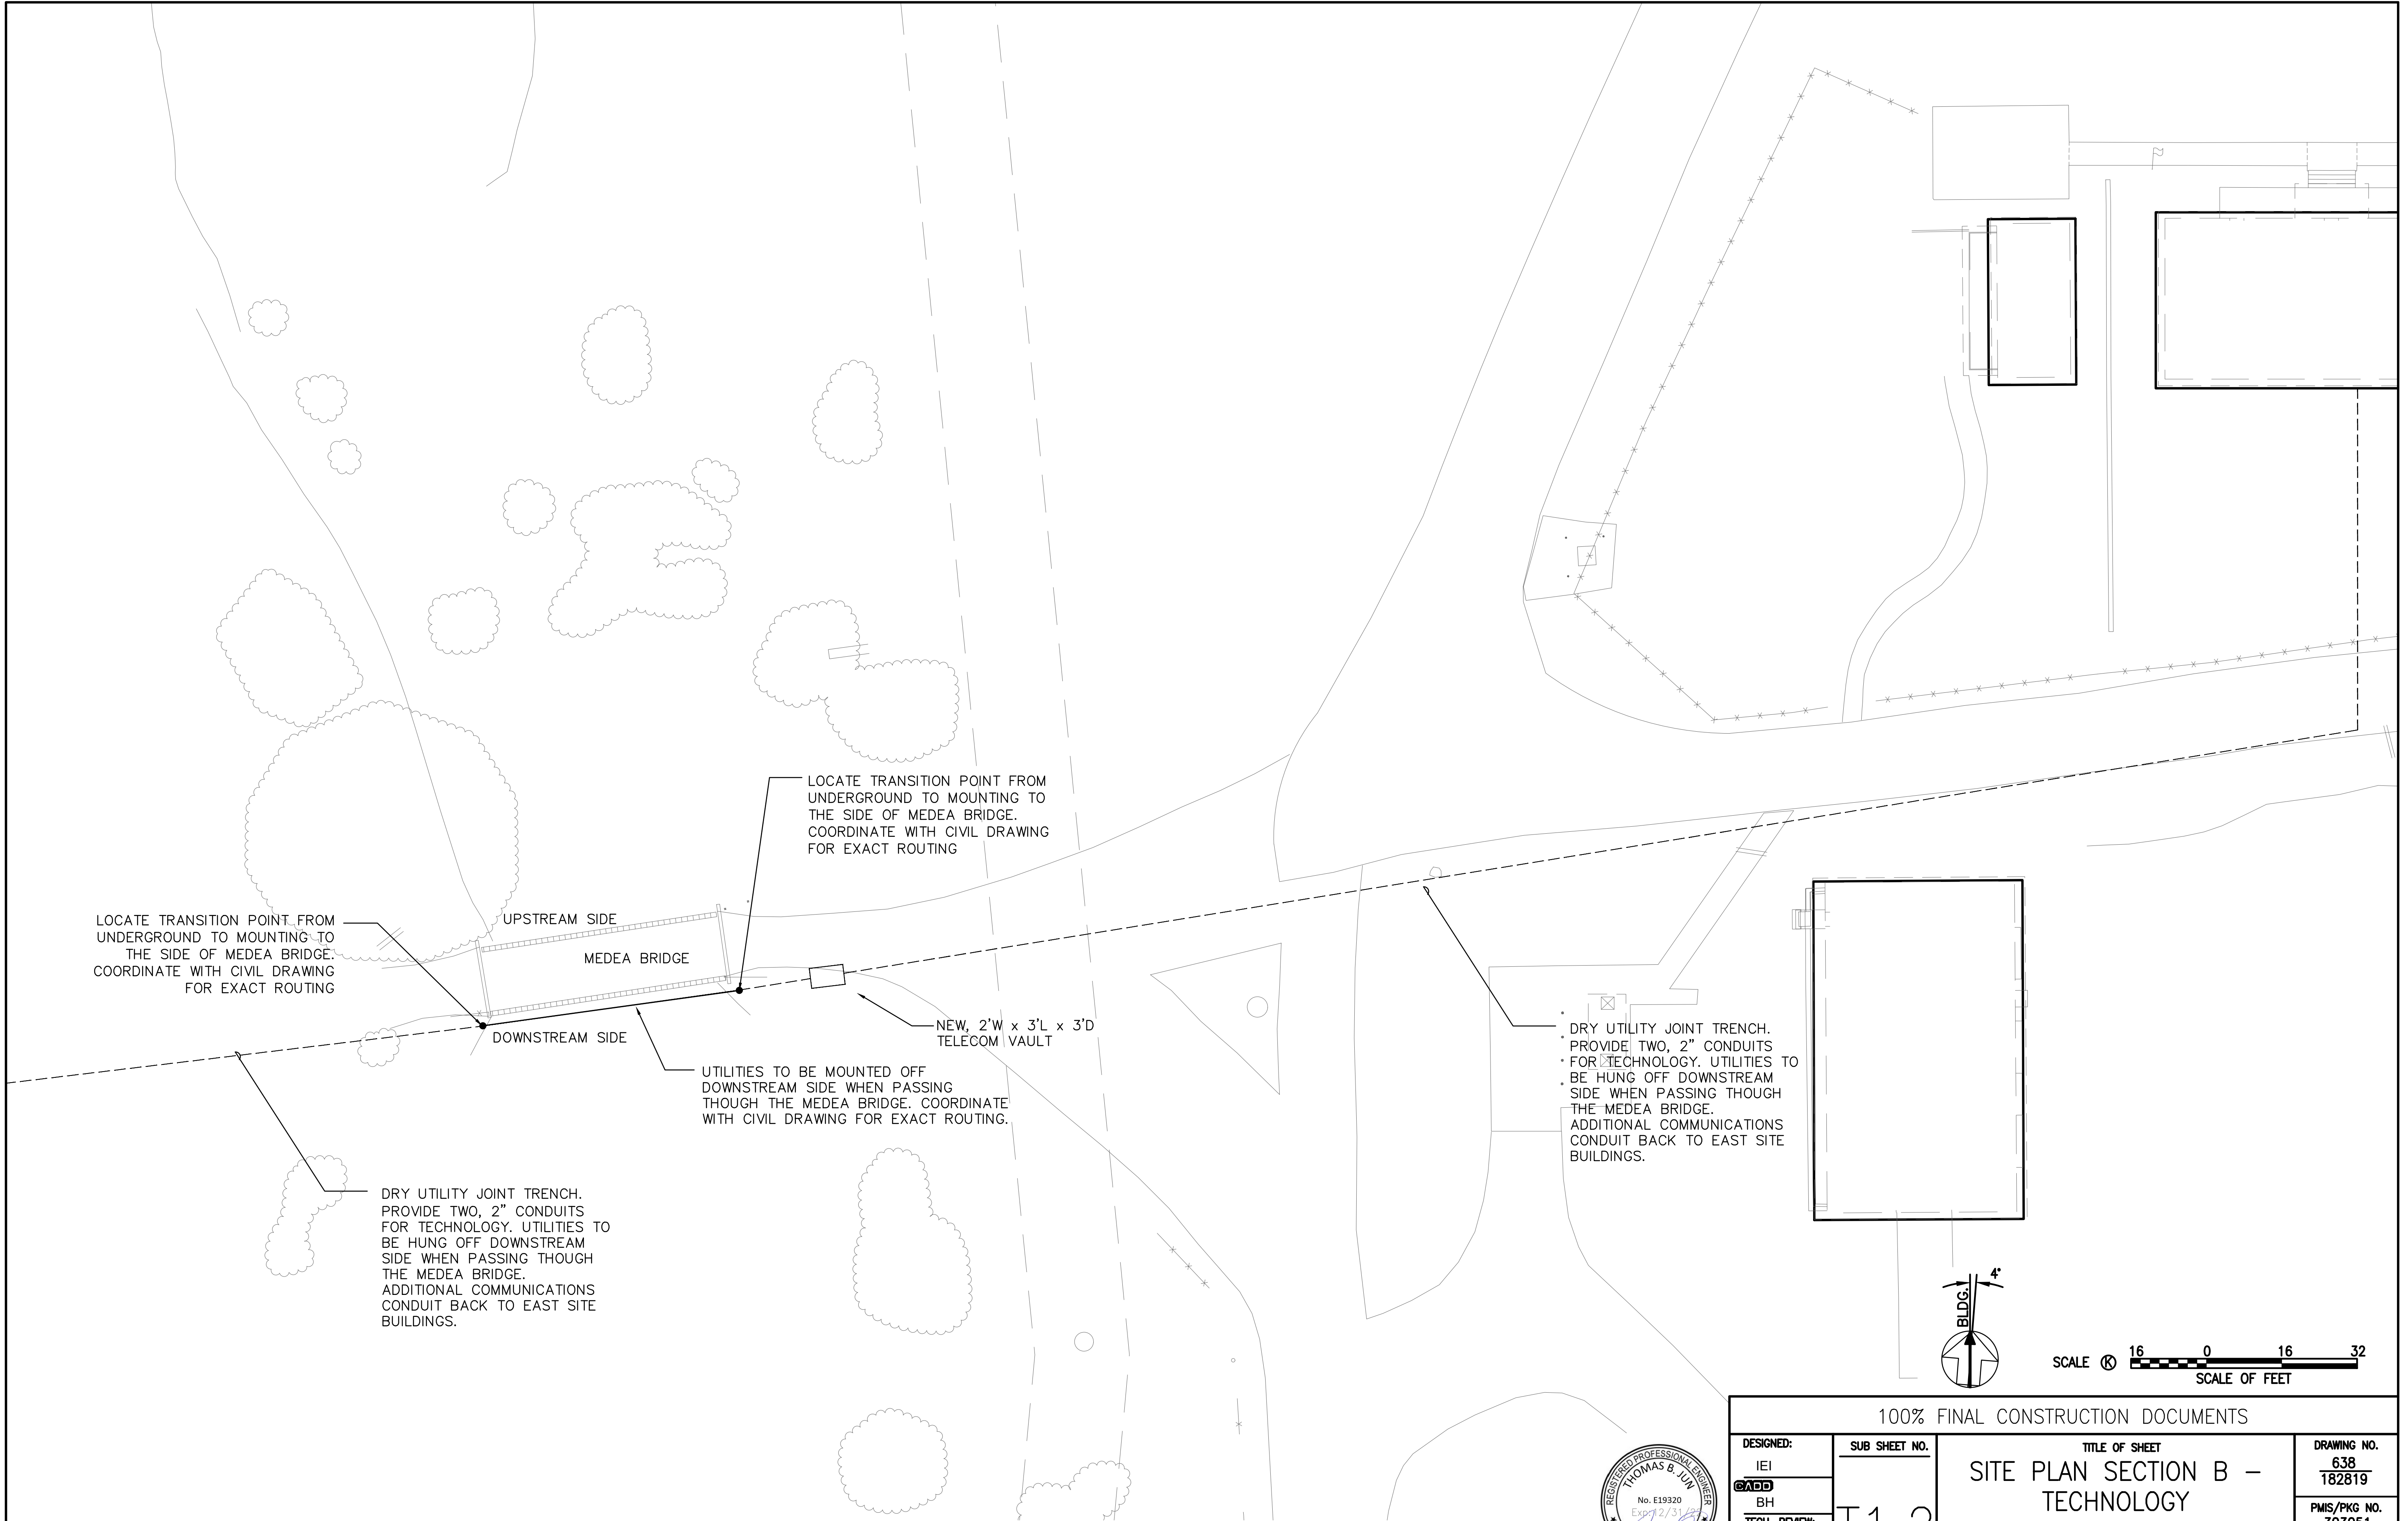 LOCATE TRANSITION POINT FROM
UNDERGROUND TO MOUNTING TO
THE SIDE OF MEDEA BRIDGE.
COORDINATE WITH CIVIL DRAWING
FOR EXACT ROUTING
LOCATE TRANSITION POINT FROM
UNDERGROUND TO MOUNTING TO
THE SIDE OF MEDEA BRIDGE.
COORDINATE WITH CIVIL DRAWING
FOR EXACT ROUTING
UPSTREAM SIDE
MEDEA BRIDGE
DOWNSTREAM SIDE
NEW, 2'W x 3'L x 3'D
TELECOM VAULT
UTILITIES TO BE MOUNTED OFF
DOWNSTREAM SIDE WHEN PASSING
THOUGH THE MEDEA BRIDGE. COORDINATE
WITH CIVIL DRAWING FOR EXACT ROUTING.
DRY UTILITY JOINT TRENCH.
PROVIDE TWO, 2" CONDUITS
FOR TECHNOLOGY. UTILITIES TO
BE HUNG OFF DOWNSTREAM
SIDE WHEN PASSING THOUGH
THE MEDEA BRIDGE.
ADDITIONAL COMMUNICATIONS
CONDUIT BACK TO EAST SITE
BUILDINGS.
DRY UTILITY JOINT TRENCH.
PROVIDE TWO, 2" CONDUITS
FOR TECHNOLOGY. UTILITIES TO
BE HUNG OFF DOWNSTREAM
SIDE WHEN PASSING THOUGH
THE MEDEA BRIDGE.
ADDITIONAL COMMUNICATIONS
CONDUIT BACK TO EAST SITE
BUILDINGS.
4°
BLDG.
SCALE K 16 0 16 32
SCALE OF FEET
100% FINAL CONSTRUCTION DOCUMENTS
REGISTERED PROFESSIONAL ENGINEER
THOMAS B. JUN
No. E19320
DESIGNED:
IEI
CADD
BH
TECH. REVIEW:
SUB SHEET NO.
TITLE OF SHEET
SITE PLAN SECTION B –
TECHNOLOGY
DRAWING NO.
638
182819
PMIS/PKG NO.